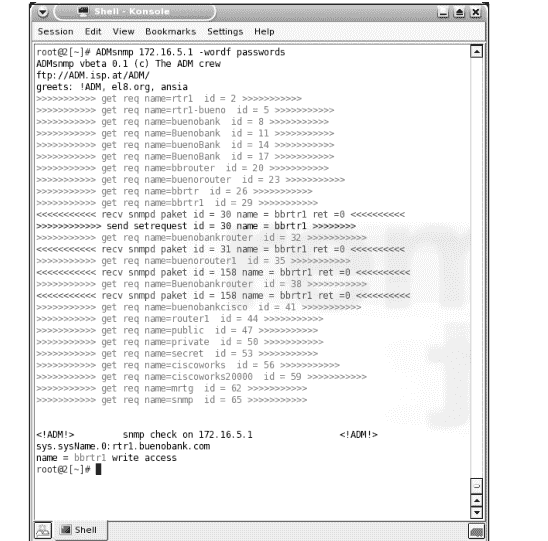 Shell - Konsole
Session Edit View Bookmarks Settings Help
root@2[~]# ADMsnmp 172.16.5.1 -wordf passwords
ADMsnmp vbeta 0.1 (c) The ADM crew
ftp://ADM.isp.at/ADM/
greets: !ADM, el8.org, ansia
>>>>>>>>>>> get req name=rtr1 id = 2 >>>>>>>>>>>
>>>>>>>>>>> get req name=rtr1-bueno id = 5 >>>>>>>>>>>
>>>>>>>>>>> get req name=buenobank id = 8 >>>>>>>>>>>
>>>>>>>>>>> get req name=BuenoBank id = 11 >>>>>>>>>>>
>>>>>>>>>>> get req name=BuenoBank id = 14 >>>>>>>>>>>
>>>>>>>>>>> get req name=Bueno id = 17 >>>>>>>>>>>
>>>>>>>>>>> get req name=bbrouter id = 20 >>>>>>>>>>>
>>>>>>>>>>> get req name=buenorouter id = 23 >>>>>>>>>>>
>>>>>>>>>>> get req name=bbrtr id = 26 >>>>>>>>>>>
>>>>>>>>>>> get req name=bbrtr1 id = 29 >>>>>>>>>>>
<<<<<<<<<<< recv snmpd paket id = 30 name = bbrtr1 ret =0 <<<<<<<<<<
>>>>>>>>>>>> send setrequest id = 30 name = bbrtr1 >>>>>>>>
>>>>>>>>>>> get req name=buenobankrouter id = 32 >>>>>>>>>>>
<<<<<<<<<<< recv snmpd paket id = 31 name = bbrtr1 ret =0 <<<<<<<<<<
>>>>>>>>>>> get req name=buenorouter1 id = 35 >>>>>>>>>>>
<<<<<<<<<<< recv snmpd paket id = 158 name = bbrtr1 ret =0 <<<<<<<<<<
>>>>>>>>>>> get req name=Buenobankrouter id = 38 >>>>>>>>>>>
<<<<<<<<<<< recv snmpd paket id = 158 name = bbrtr1 ret =0 <<<<<<<<<<
>>>>>>>>>>> get req name=buenobankcisco id = 41 >>>>>>>>>>>
>>>>>>>>>>> get req name=router1 id = 44 >>>>>>>>>>>
>>>>>>>>>>> get req name=public id = 47 >>>>>>>>>>>
>>>>>>>>>>> get req name=private id = 50 >>>>>>>>>>>
>>>>>>>>>>> get req name=secret id = 53 >>>>>>>>>>>
>>>>>>>>>>> get req name=ciscoworks id = 56 >>>>>>>>>>>
>>>>>>>>>>> get req name=ciscoworks20000 id = 59 >>>>>>>>>>>
>>>>>>>>>>> get req name=mrtg id = 62 >>>>>>>>>>>
>>>>>>>>>>> get req name=snmp id = 65 >>>>>>>>>>>
<!ADM!> snmp check on 172.16.5.1 <!ADM!>
sys.sysName.0:rtr1.buenobank.com
name = bbrtr1 write access
root@2[~]#
Shell